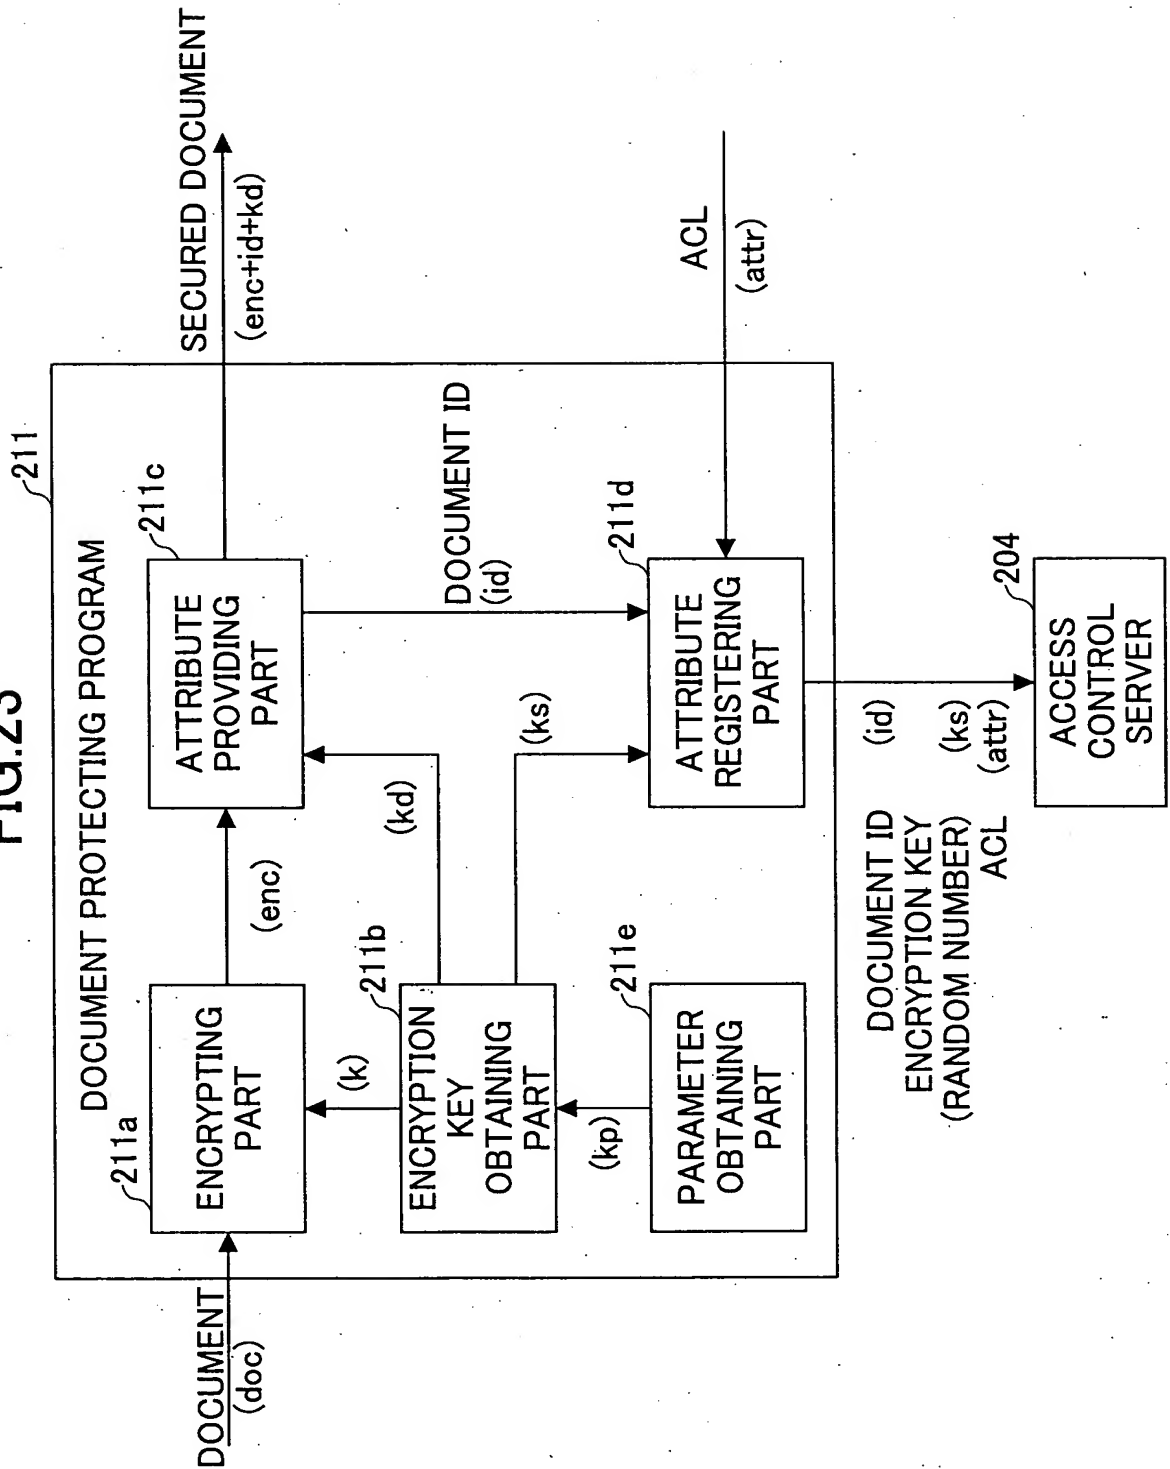 FIG.23
211
DOCUMENT PROTECTING PROGRAM
DOCUMENT
(doc)
211a
ENCRYPTING
PART
(enc)
211c
ATTRIBUTE
PROVIDING
PART
SECURED DOCUMENT
(enc+id+kd)
(k)
211b
ENCRYPTION
KEY
OBTAINING
PART
(kd)
(ks)
DOCUMENT ID
(id)
(kp)
211e
PARAMETER
OBTAINING
PART
211d
ATTRIBUTE
REGISTERING
PART
ACL
(attr)
DOCUMENT ID (id)
ENCRYPTION KEY
(RANDOM NUMBER) (ks)
ACL (attr)
204
ACCESS
CONTROL
SERVER